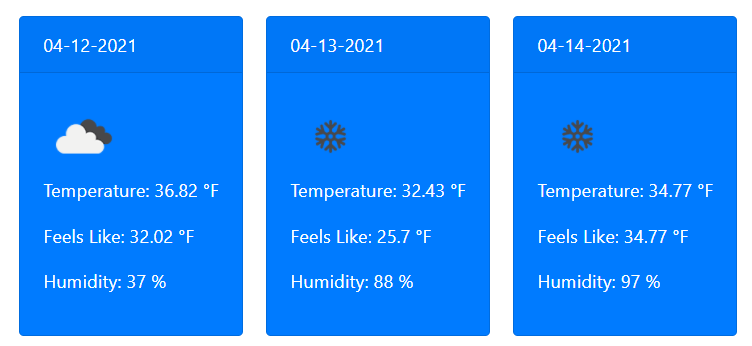 04-12-2021
Temperature: 36.82 °F
Feels Like: 32.02 °F
Humidity: 37 %
04-13-2021
Temperature: 32.43 °F
Feels Like: 25.7 °F
Humidity: 88 %
04-14-2021
Temperature: 34.77 °F
Feels Like: 34.77 °F
Humidity: 97 %